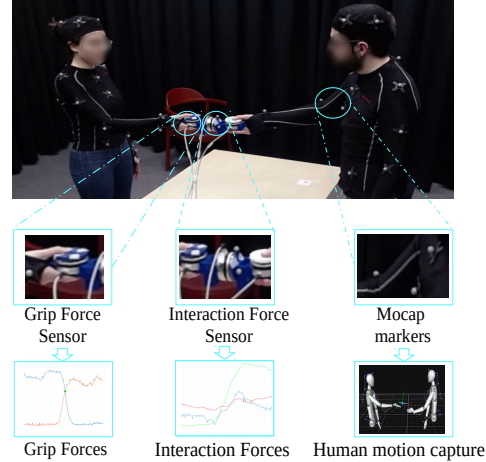 Grip Force
Sensor
Interaction Force
Sensor
Mocap
markers
Grip Forces
Interaction Forces
Human motion capture